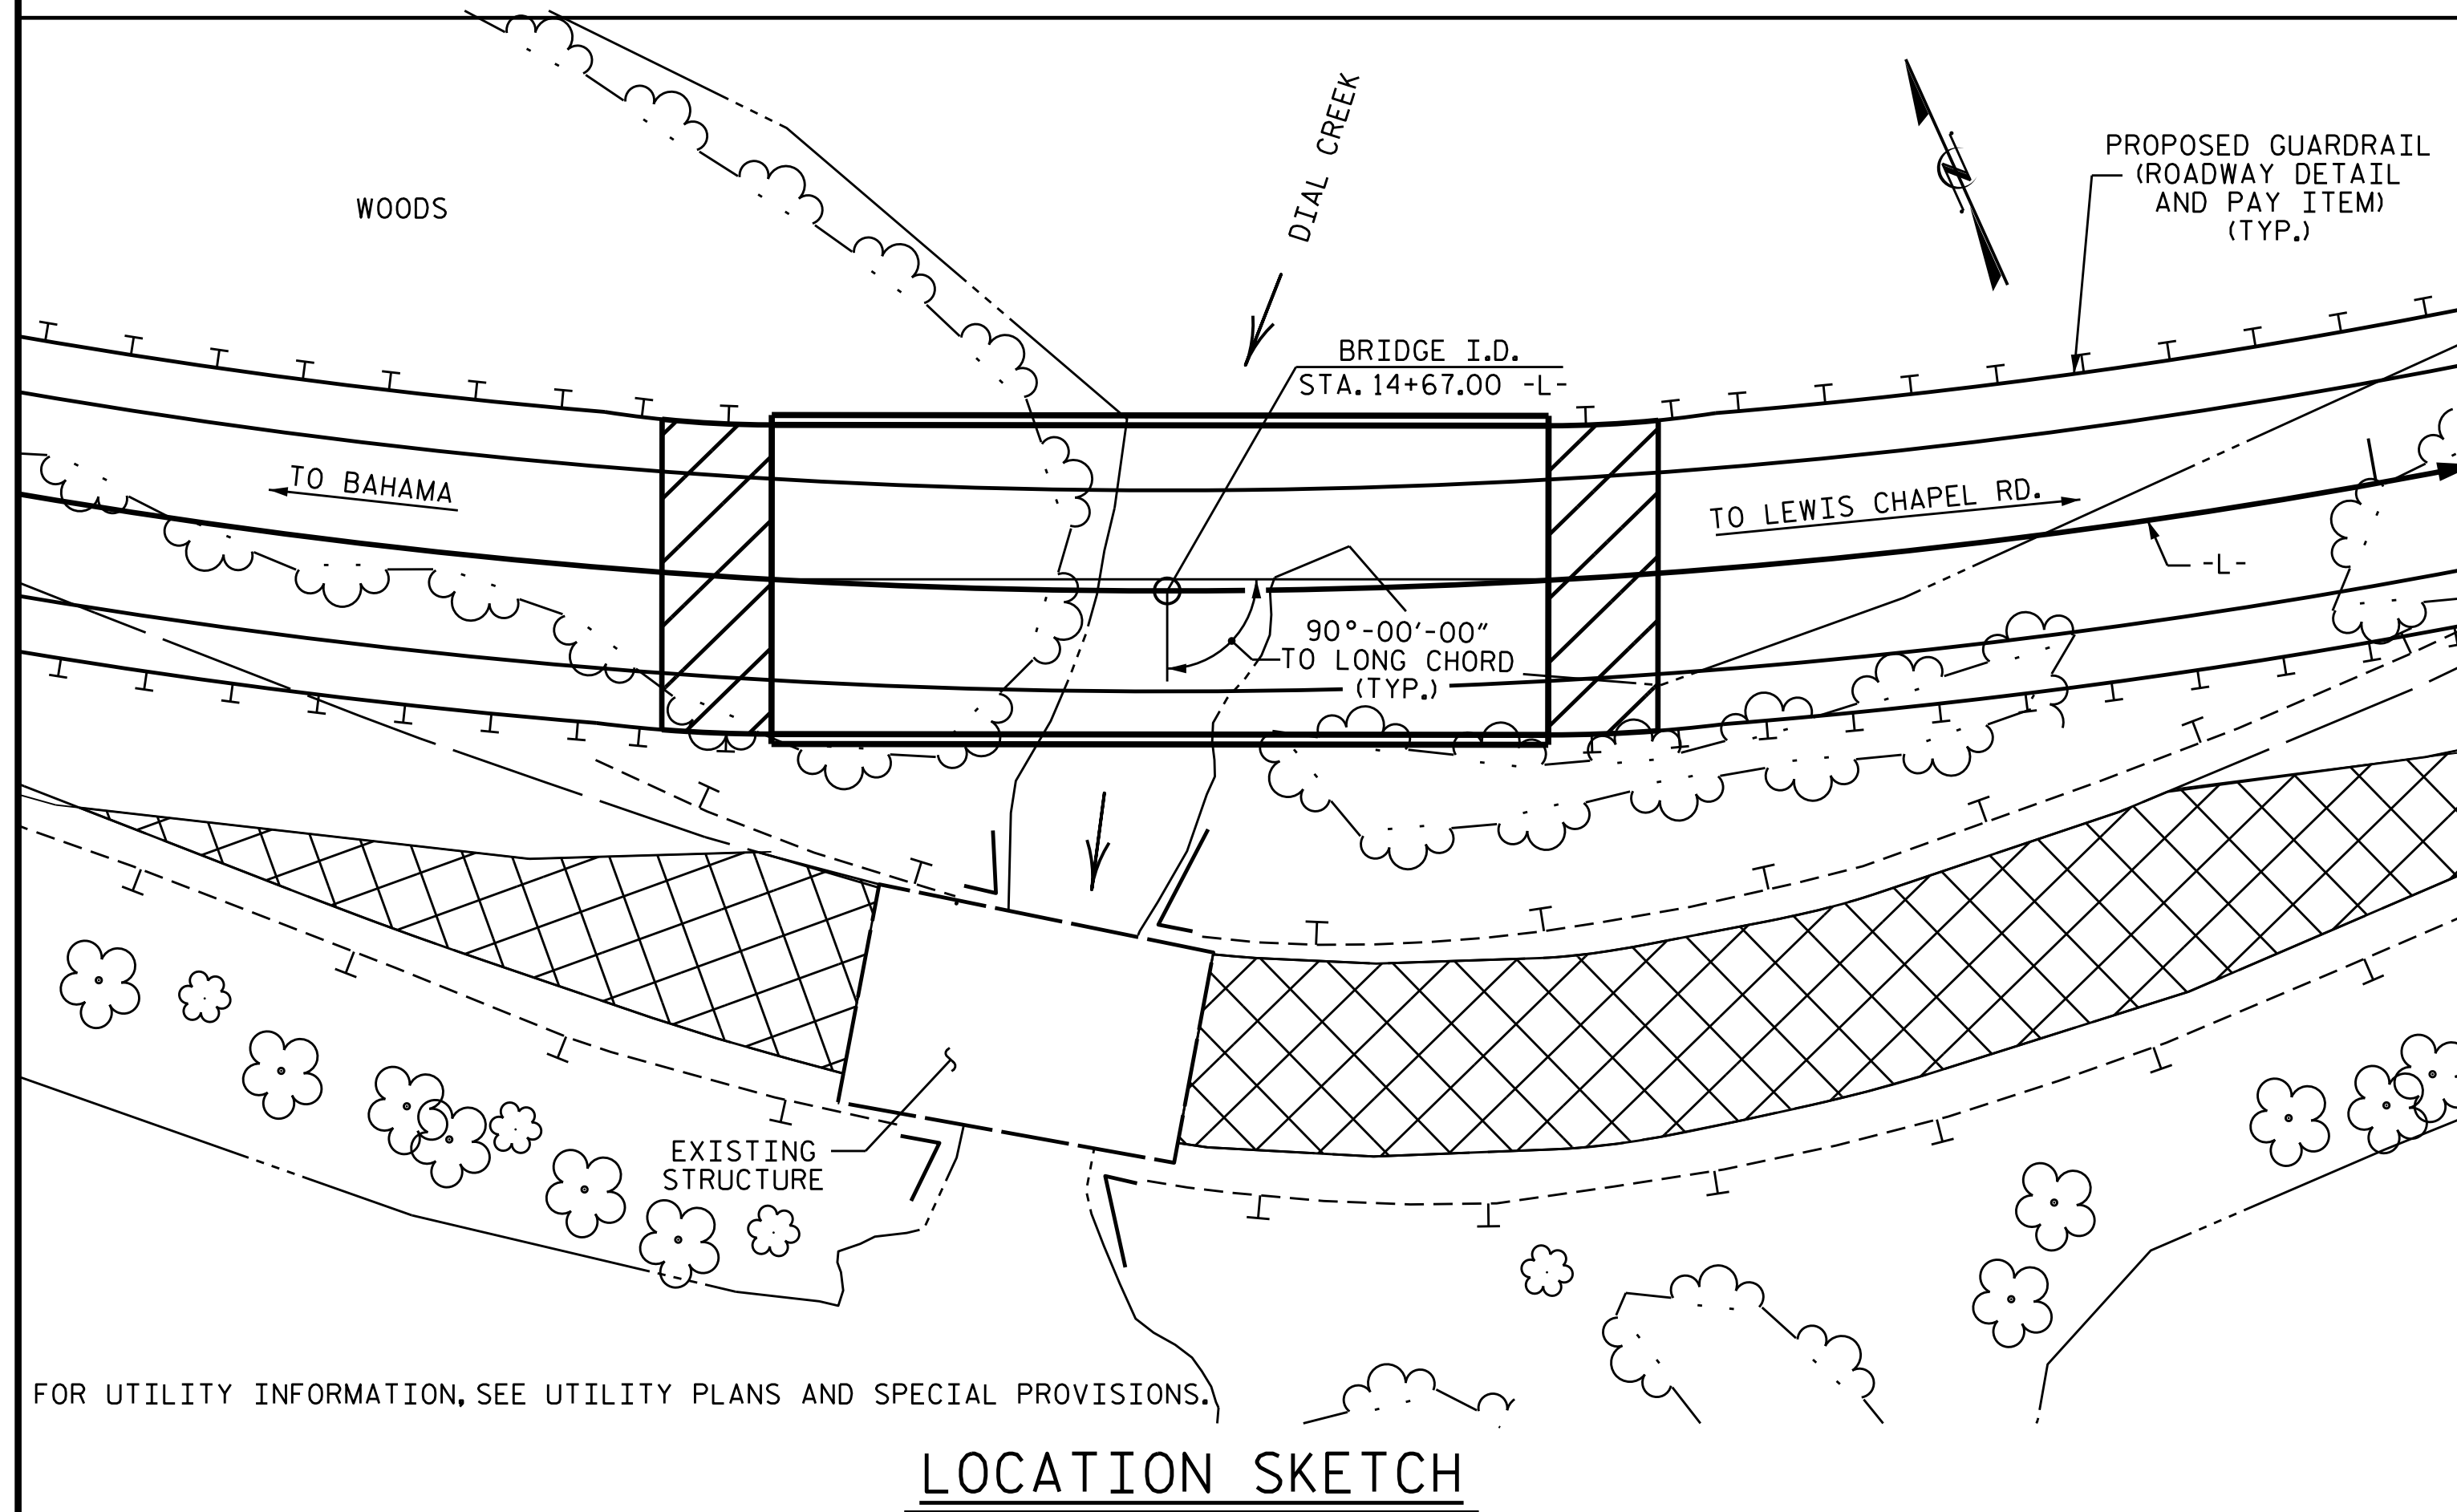 WOODS
DIAL CREEK
N
PROPOSED GUARDRAIL
(ROADWAY DETAIL
AND PAY ITEM)
(TYP.)
BRIDGE I.D.
STA. 14+67.00 -L-
TO BAHAMA
TO LEWIS CHAPEL RD.
-L-
90°-00'-00"
TO LONG CHORD
(TYP.)
EXISTING
STRUCTURE
FOR UTILITY INFORMATION, SEE UTILITY PLANS AND SPECIAL PROVISIONS.
LOCATION SKETCH